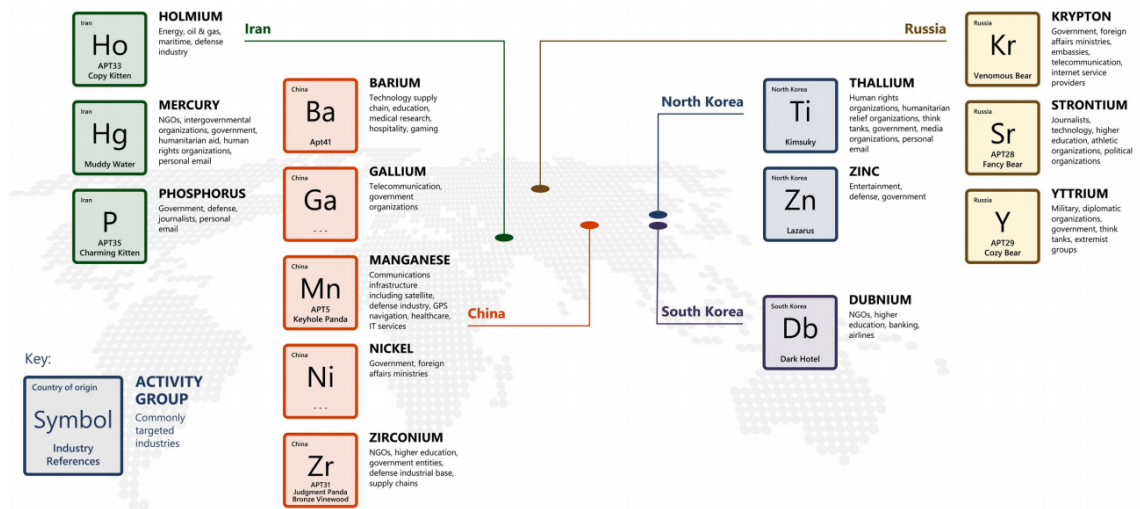 Iran
Ho
APT33
Copy Kitten
HOLMIUM
Energy, oil & gas,
maritime, defense
industry
Iran
Hg
Muddy Water
MERCURY
NGOs, intergovernmental
organizations, government,
humanitarian aid, human
rights organizations,
personal email
Iran
P
APT35
Charming Kitten
PHOSPHORUS
Government, defense,
journalists, personal
email
Iran
China
Ba
Apt41
BARIUM
Technology supply
chain, education,
medical research,
hospitality, gaming
China
Ga
- - -
GALLIUM
Telecommunication,
government
organizations
China
Mn
APT5
Keyhole Panda
MANGANESE
Communications
infrastructure
including satellite,
defense industry, GPS
navigation, healthcare,
IT services
China
Ni
- - -
NICKEL
Government, foreign
affairs ministries
China
Zr
APT31
Judgment Panda
Bronze Vinewood
ZIRCONIUM
NGOs, higher education,
government entities,
defense industrial base,
supply chains
China
North Korea
North Korea
Ti
Kimsuky
THALLIUM
Human rights
organizations, humanitarian
relief organizations, think
tanks, government, media
organizations, personal
email
North Korea
Zn
Lazarus
ZINC
Entertainment,
defense, government
South Korea
South Korea
Db
Dark Hotel
DUBNIUM
NGOs, higher
education, banking,
airlines
Russia
Russia
Kr
Venomous Bear
KRYPTON
Government, foreign
affairs ministries,
embassies,
telecommunication,
internet service
providers
Russia
Sr
APT28
Fancy Bear
STRONTIUM
Journalists,
technology, higher
education, athletic
organizations, political
organizations
Russia
Y
APT29
Cozy Bear
YTTRIUM
Military, diplomatic
organizations,
government, think
tanks, extremist
groups
Key:
Country of origin
Symbol
Industry
References
ACTIVITY
GROUP
Commonly
targeted
industries